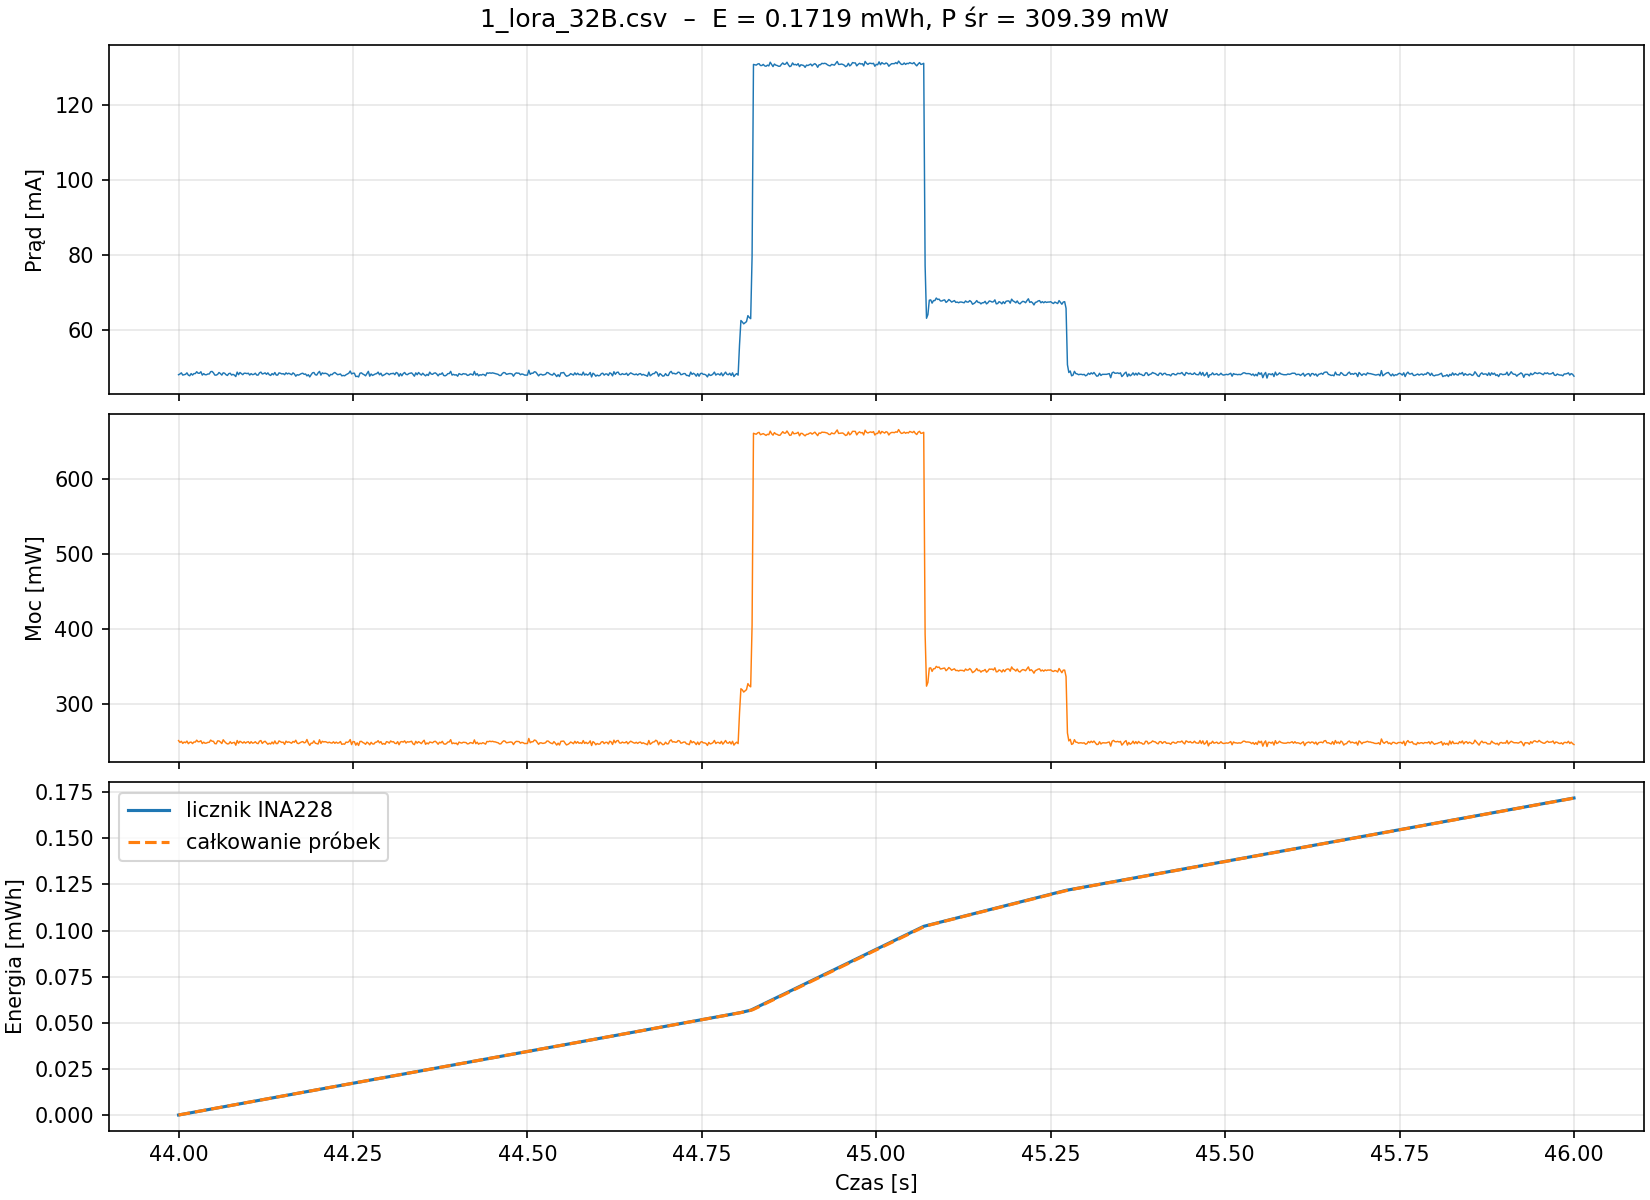 1_lora_32B.csv – E = 0.1719 mWh, P śr = 309.39 mW
Prąd [mA]
120
100
80
60
Moc [mW]
600
500
400
300
Energia [mWh]
0.175
0.150
0.125
0.100
0.075
0.050
0.025
0.000
licznik INA228
całkowanie próbek
44.00 44.25 44.50 44.75 45.00 45.25 45.50 45.75 46.00
Czas [s]